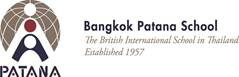 Bangkok Patana School
The British International School in Thailand
Established 1957
PATANA